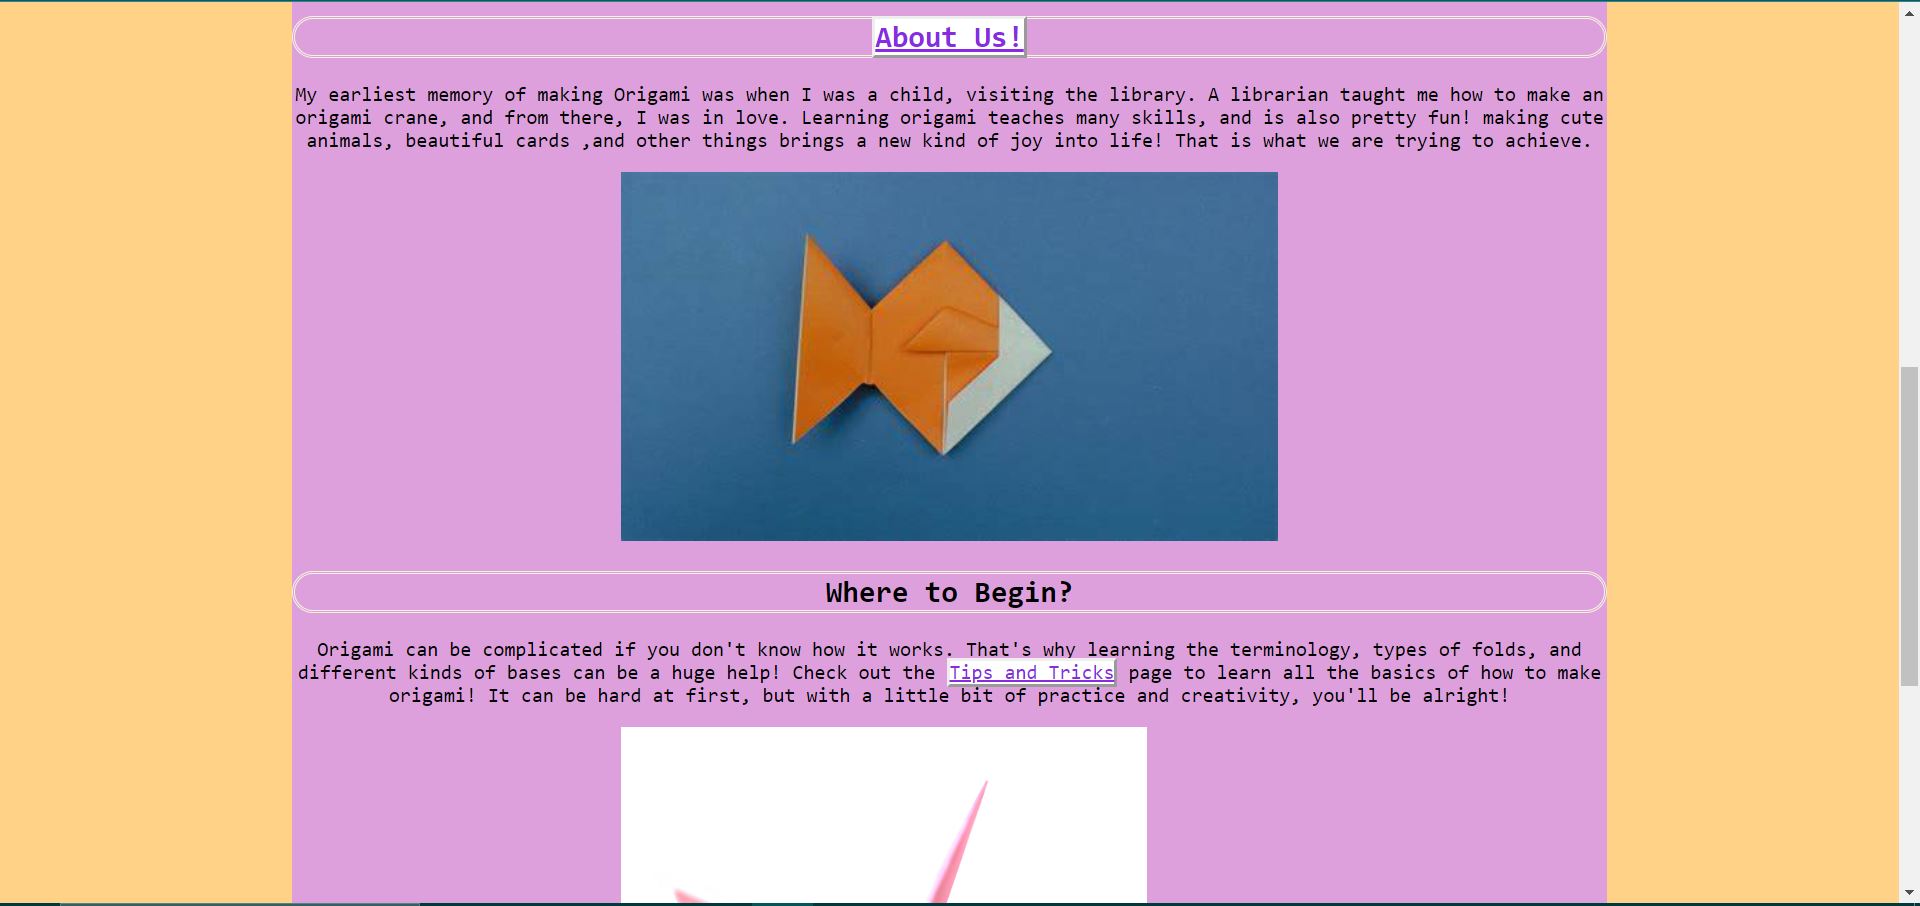 About Us!
My earliest memory of making Origami was when I was a child, visiting the library. A librarian taught me how to make an
origami crane, and from there, I was in love. Learning origami teaches many skills, and is also pretty fun! making cute
animals, beautiful cards ,and other things brings a new kind of joy into life! That is what we are trying to achieve.
Where to Begin?
Origami can be complicated if you don't know how it works. That's why learning the terminology, types of folds, and
different kinds of bases can be a huge help! Check out the Tips and Tricks page to learn all the basics of how to make
origami! It can be hard at first, but with a little bit of practice and creativity, you'll be alright!